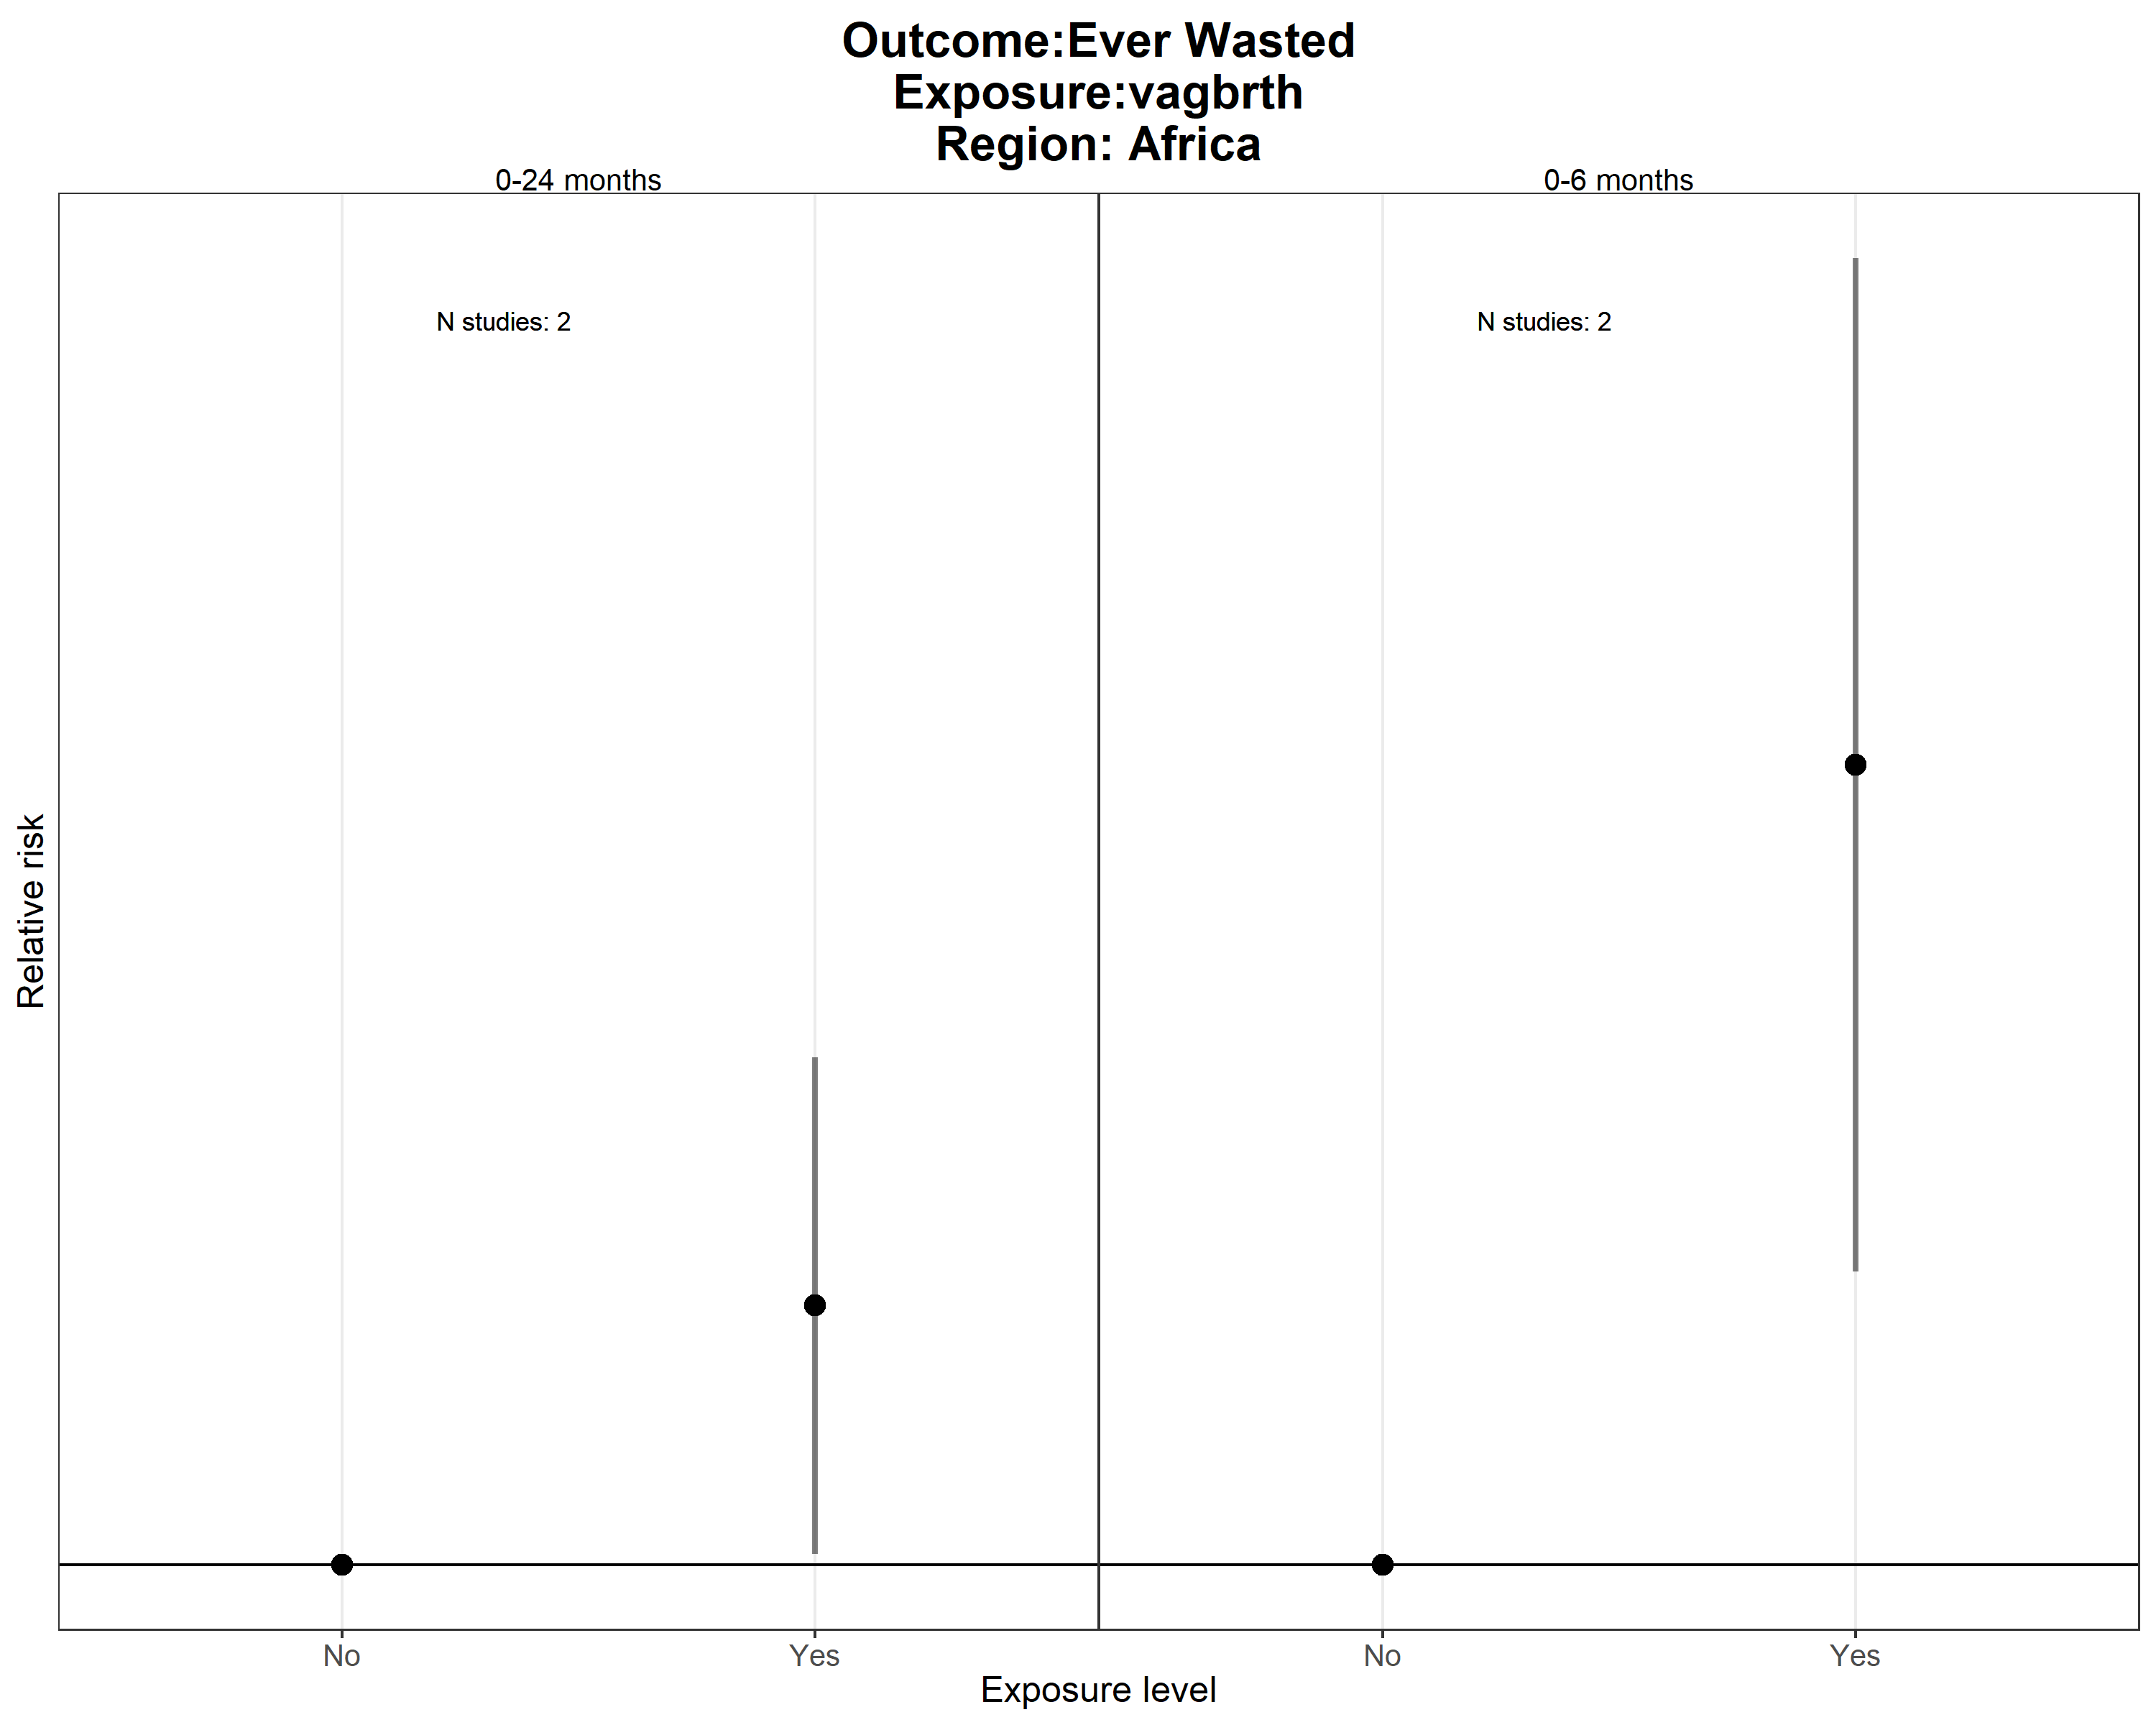 Outcome:Ever Wasted
Exposure:vagbrth
Region: Africa
0-24 months
0-6 months
N studies: 2
N studies: 2
Relative risk
No
Yes
No
Yes
Exposure level